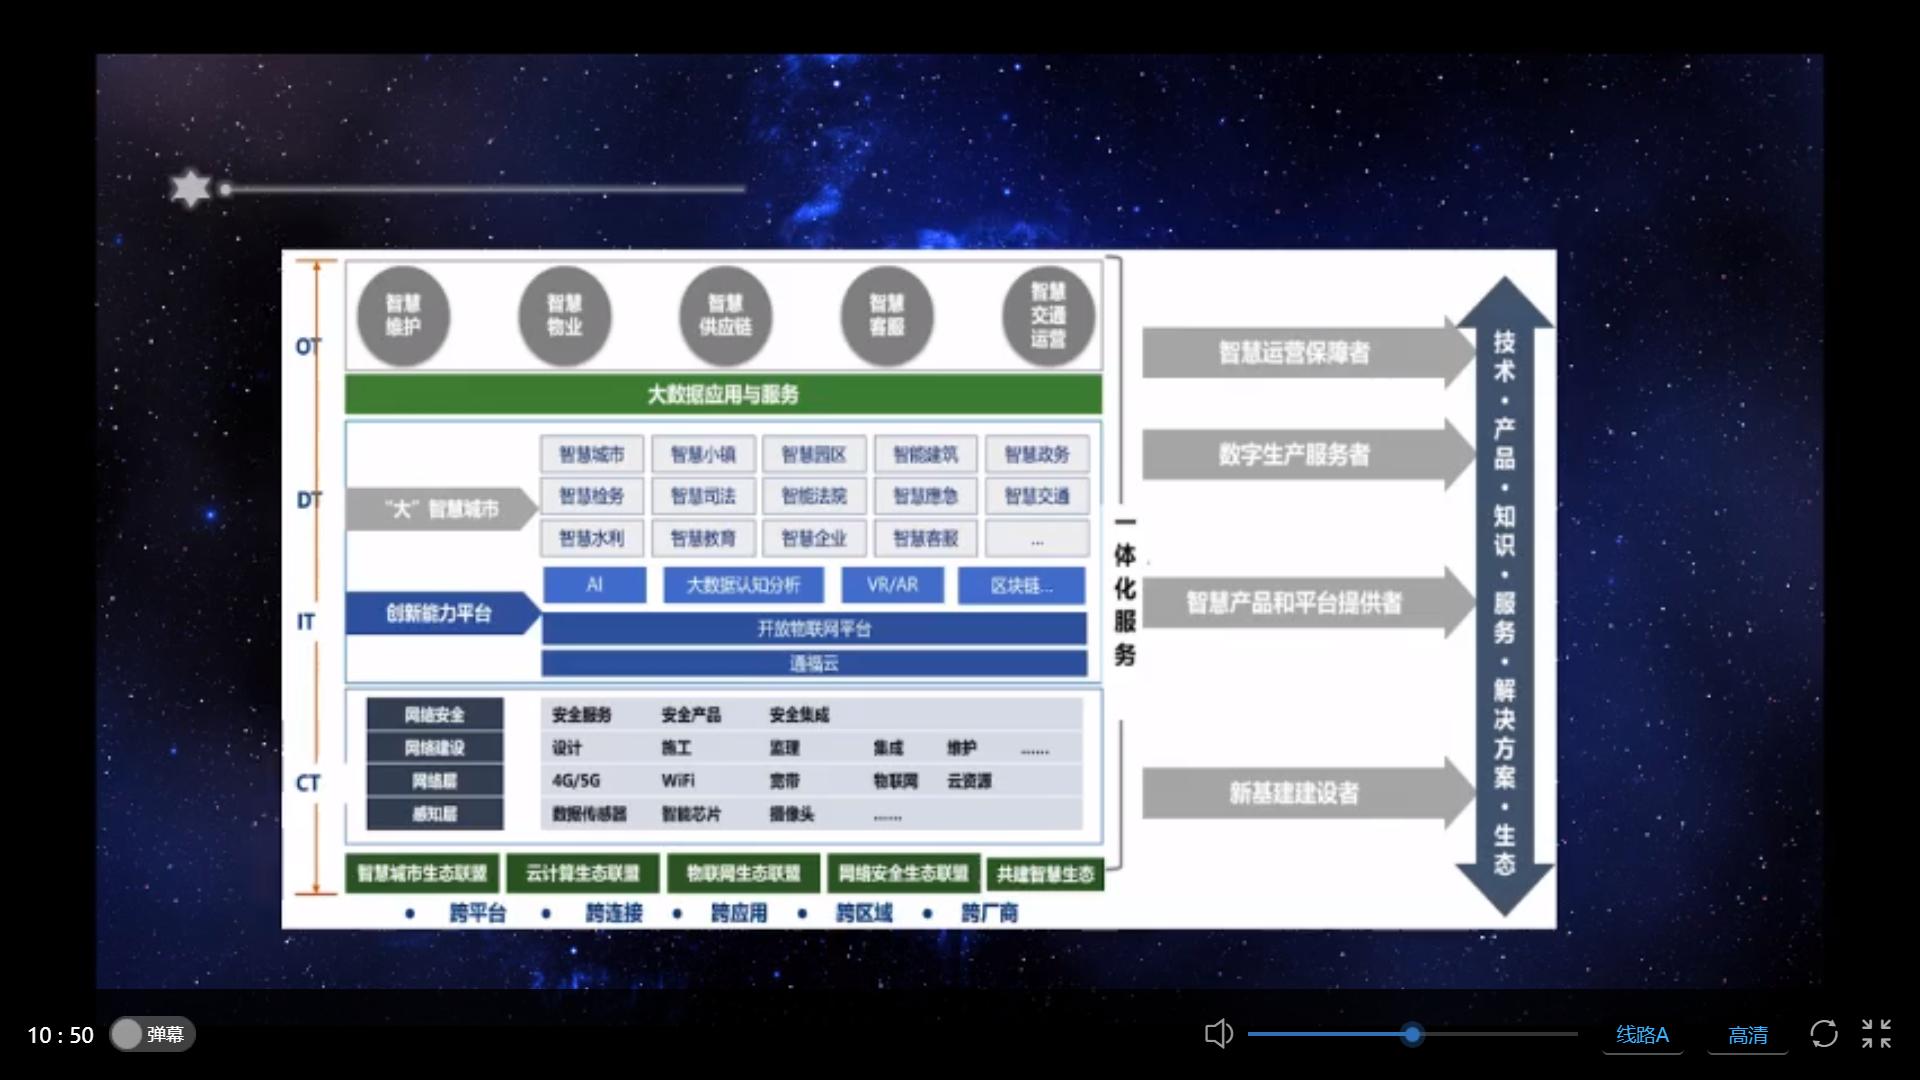 OT
智慧
维护
智慧
物业
智慧
供应链
智慧
客服
智慧
交通
运营
大数据应用与服务
DT
“大”智慧城市
智慧城市 智慧小镇 智慧园区 智能建筑 智慧政务
智慧检务 智慧司法 智能法院 智慧应急 智慧交通
智慧水利 智慧教育 智慧企业 智慧客服 ...
IT
创新能力平台
AI 大数据认知分析 VR/AR 区块链...
开放物联网平台
通福云
CT
网络安全 安全服务 安全产品 安全集成
网络建设 设计 施工 监理 集成 维护 ......
网络层 4G/5G WiFi 宽带 物联网 云资源
感知层 数据传感器 智能芯片 摄像头 ......
智慧城市生态联盟 云计算生态联盟 物联网生态联盟 网络安全生态联盟 共建智慧生态
• 跨平台 • 跨连接 • 跨应用 • 跨区域 • 跨厂商
一体化服务
智慧运营保障者
数字生产服务者
智慧产品和平台提供者
新基建建设者
技术·产品·知识·服务·解决方案·生态
10:50 弹幕 线路A 高清